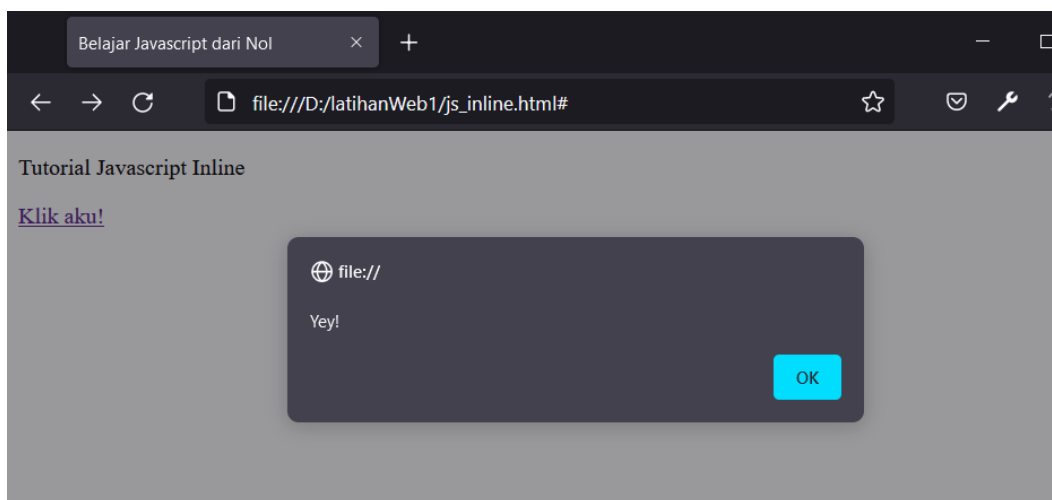 Belajar Javascript dari Nol
file:///D:/latihanWeb1/js_inline.html#
Tutorial Javascript Inline
Klik aku!
file://
Yey!
OK